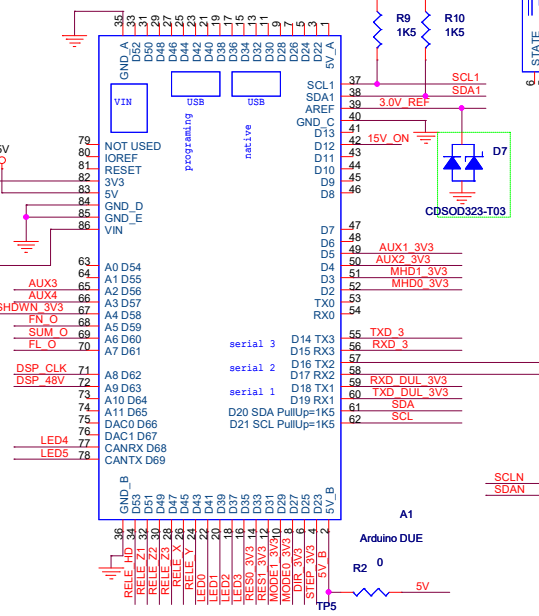 35 33 31 29 27 25 23 21 19 17 15 13 11 9 7 5 3 1
GND_A D52 D50 D48 D46 D44 D42 D40 D38 D36 D34 D32 D30 D28 D26 D24 D22 5V_A
R9 1K5
R10 1K5
STATE
6
VIN
USB
USB
programing
native
SCL1 37 SCL1
SDA1 38 SDA1
AREF 39 3.0V_REF
GND_C 40
D13 41
D12 42 15V_ON
D11 43
D10 44
D9 45
D8 46
D7
CDSOD323-T03
79 NOT USED
80 IOREF
81 RESET
82 3V3
83 5V
84 GND_D
85 GND_E
86 VIN
D7 47
D6 48
D5 49 AUX1_3V3
D4 50 AUX2_3V3
D3 51 MHD1_3V3
D2 52 MHD0_3V3
TX0 53
RX0 54
63 A0 D54
64 A1 D55
AUX3 65 A2 D56
AUX4 66 A3 D57
SHDWN_3V3 67 A4 D58
FN_O 68 A5 D59
SUM_O 69 A6 D60
FL_O 70 A7 D61
serial 3
serial 2
serial 1
D14 TX3 55 TXD_3
D15 RX3 56 RXD_3
D16 TX2 57
D17 RX2 58
D18 TX1 59 RXD_DUL_3V3
D19 RX1 60 TXD_DUL_3V3
D20 SDA PullUp=1K5 61 SDA
D21 SCL PullUp=1K5 62 SCL
DSP_CLK 71 A8 D62
DSP_48V 72 A9 D63
73 A10 D64
74 A11 D65
75 DAC0 D66
76 DAC1 D67
LED4 77 CANRX D68
LED5 78 CANTX D69
SCLN
SDAN
GND_B D53 D51 D49 D47 D45 D43 D41 D39 D37 D35 D33 D31 D29 D27 D25 D23 5V_B
36 34 32 30 28 26 24 22 20 18 16 14 12 10 8 6 4 2
RELE_HD RELE_Z1 RELE_Z2 RELE_Z3 RELE_X RELE_Y LED0 LED1 LED2 LED3 RES0_3V3 RES1_3V3 MODE1_3V3 MODE0_3V3 DIR_3V3 STEP_3V3 5V_B
A1
Arduino DUE
R2 0
5V
TP5